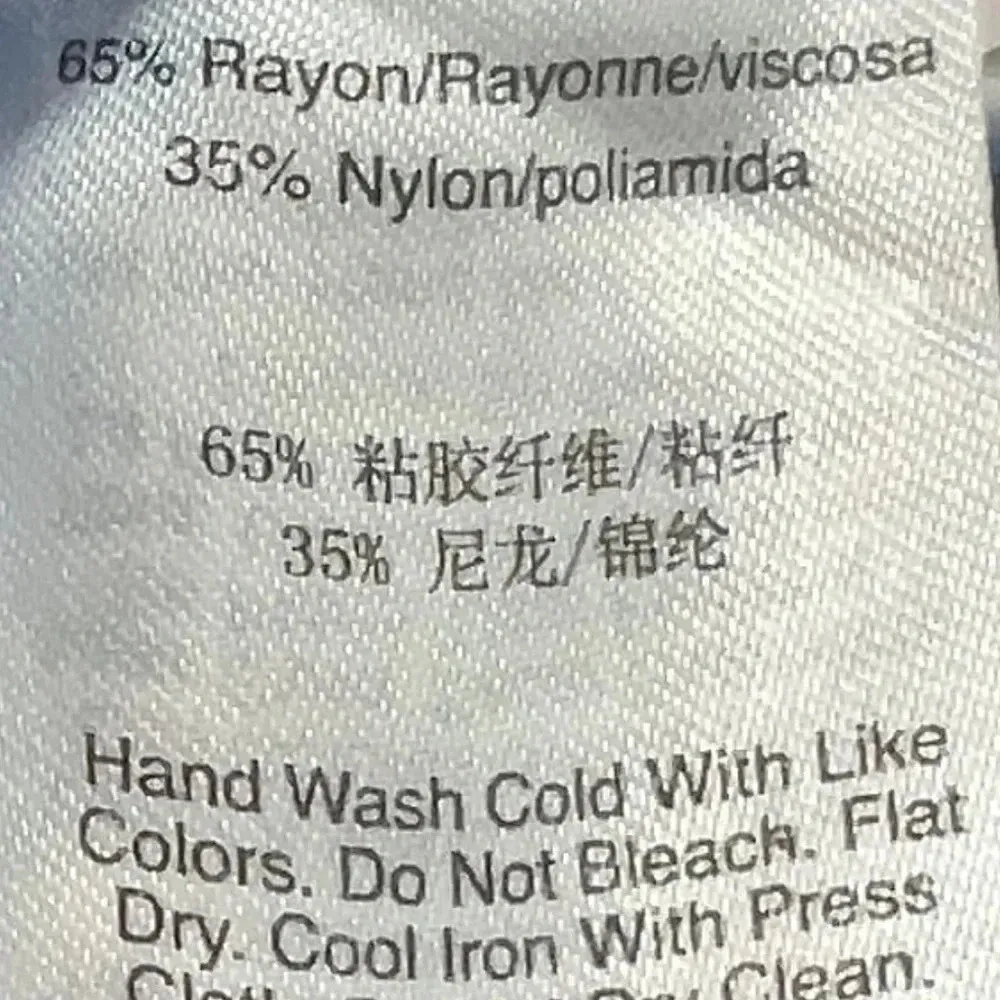 65% Rayon/Rayonne/viscosa
35% Nylon/poliamida
65% 粘胶纤维/粘纤
35% 尼龙/锦纶
Hand Wash Cold With Like
Colors. Do Not Bleach. Flat
Dry. Cool Iron With Press
Clean.